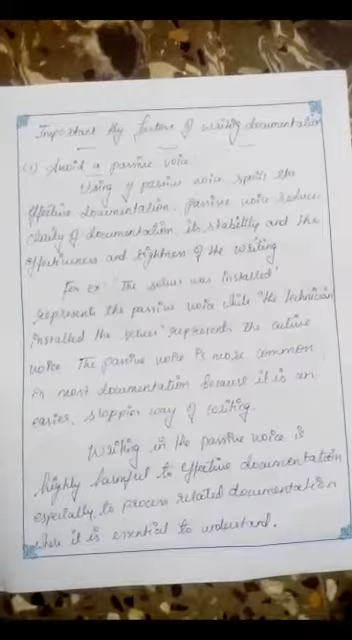 Important key factors of writing documentation
(1) Avoid a passive voice:
Using of passive voice spoils the
effective documentation. passive voice reduces
clarity of documentation, its stability and the
effectiveness and rightness of the writing
For ex: "The server was installed"
represents the passive voice while "the technician
installed the server" represents the active
voice. The passive voice is more common
in most documentation because it is an
easier, sloppier way of writing.
Writing in the passive voice is
highly harmful to effective documentation
especially to process related documentation
where it is essential to understand.